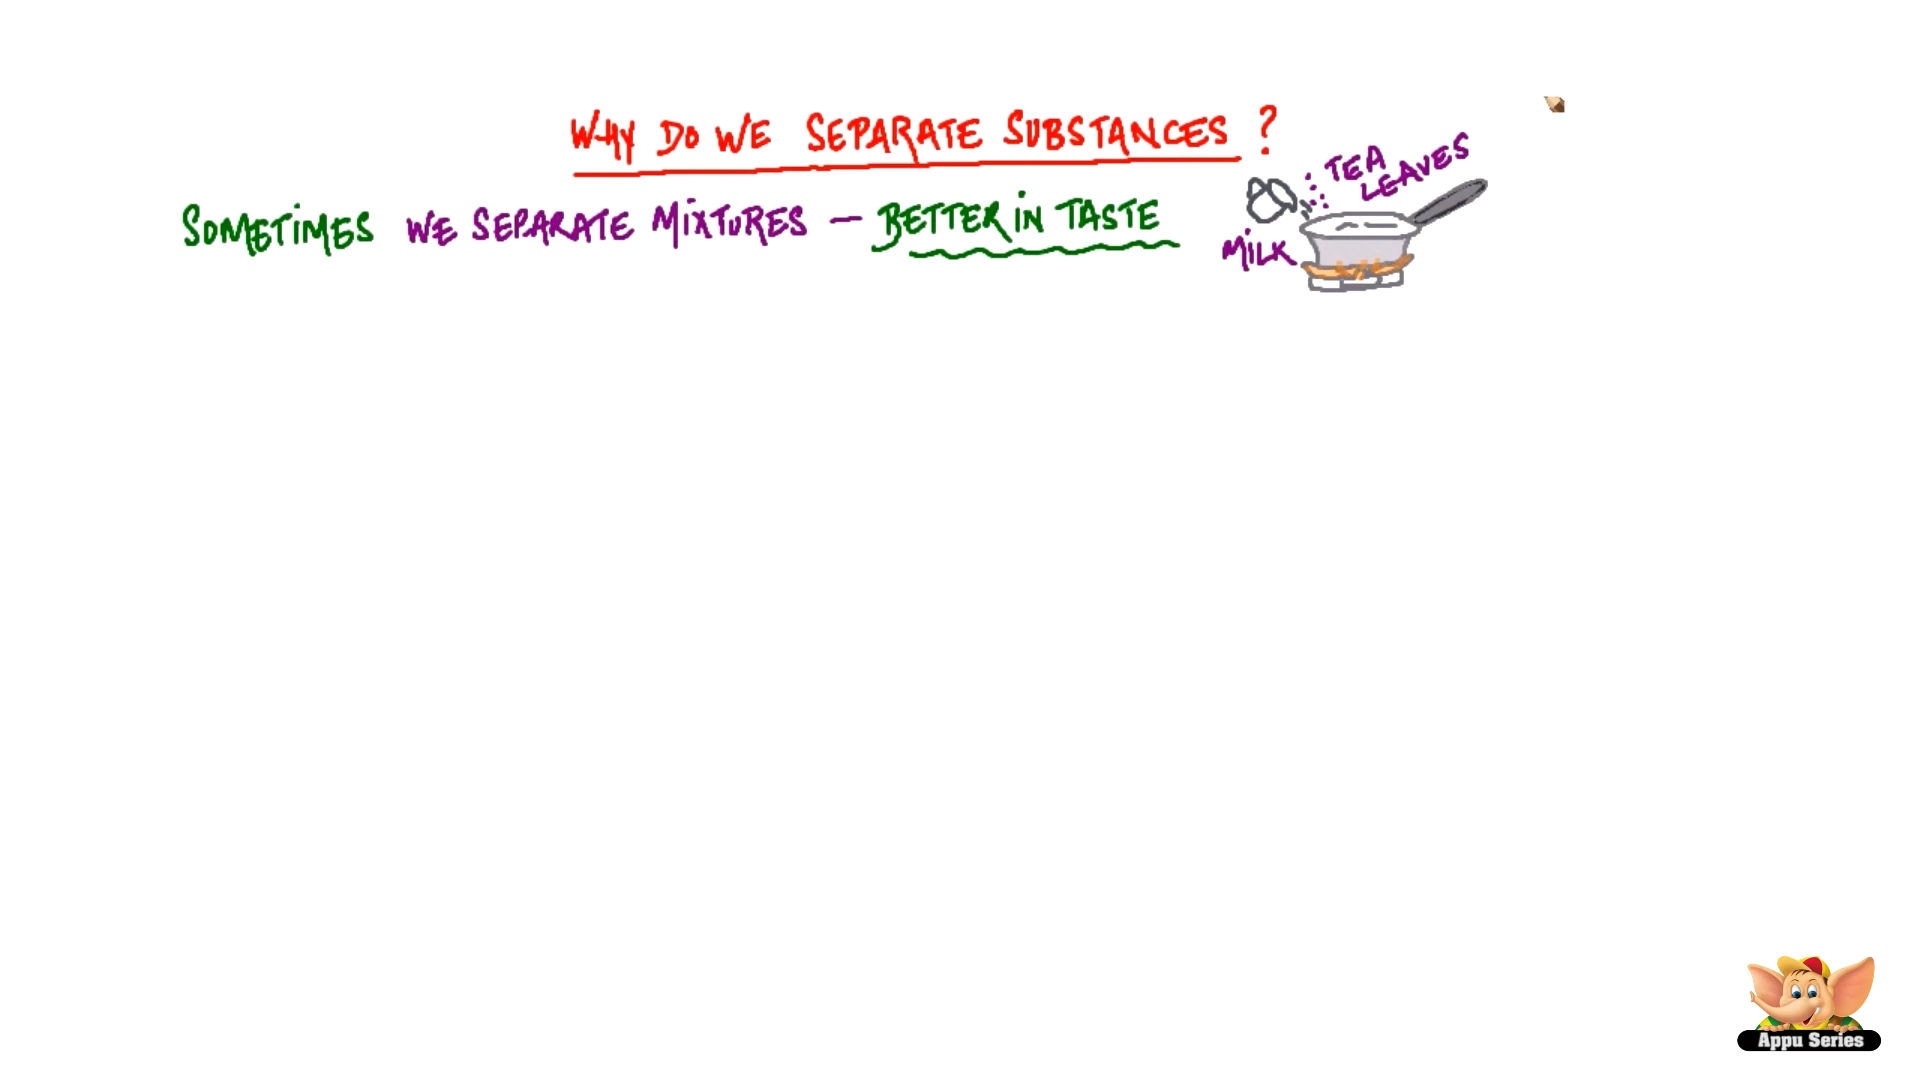 WHY DO WE SEPARATE SUBSTANCES ?
SOMETIMES WE SEPARATE MIXTURES — BETTER IN TASTE
TEA
LEAVES
MILK
Appu Series